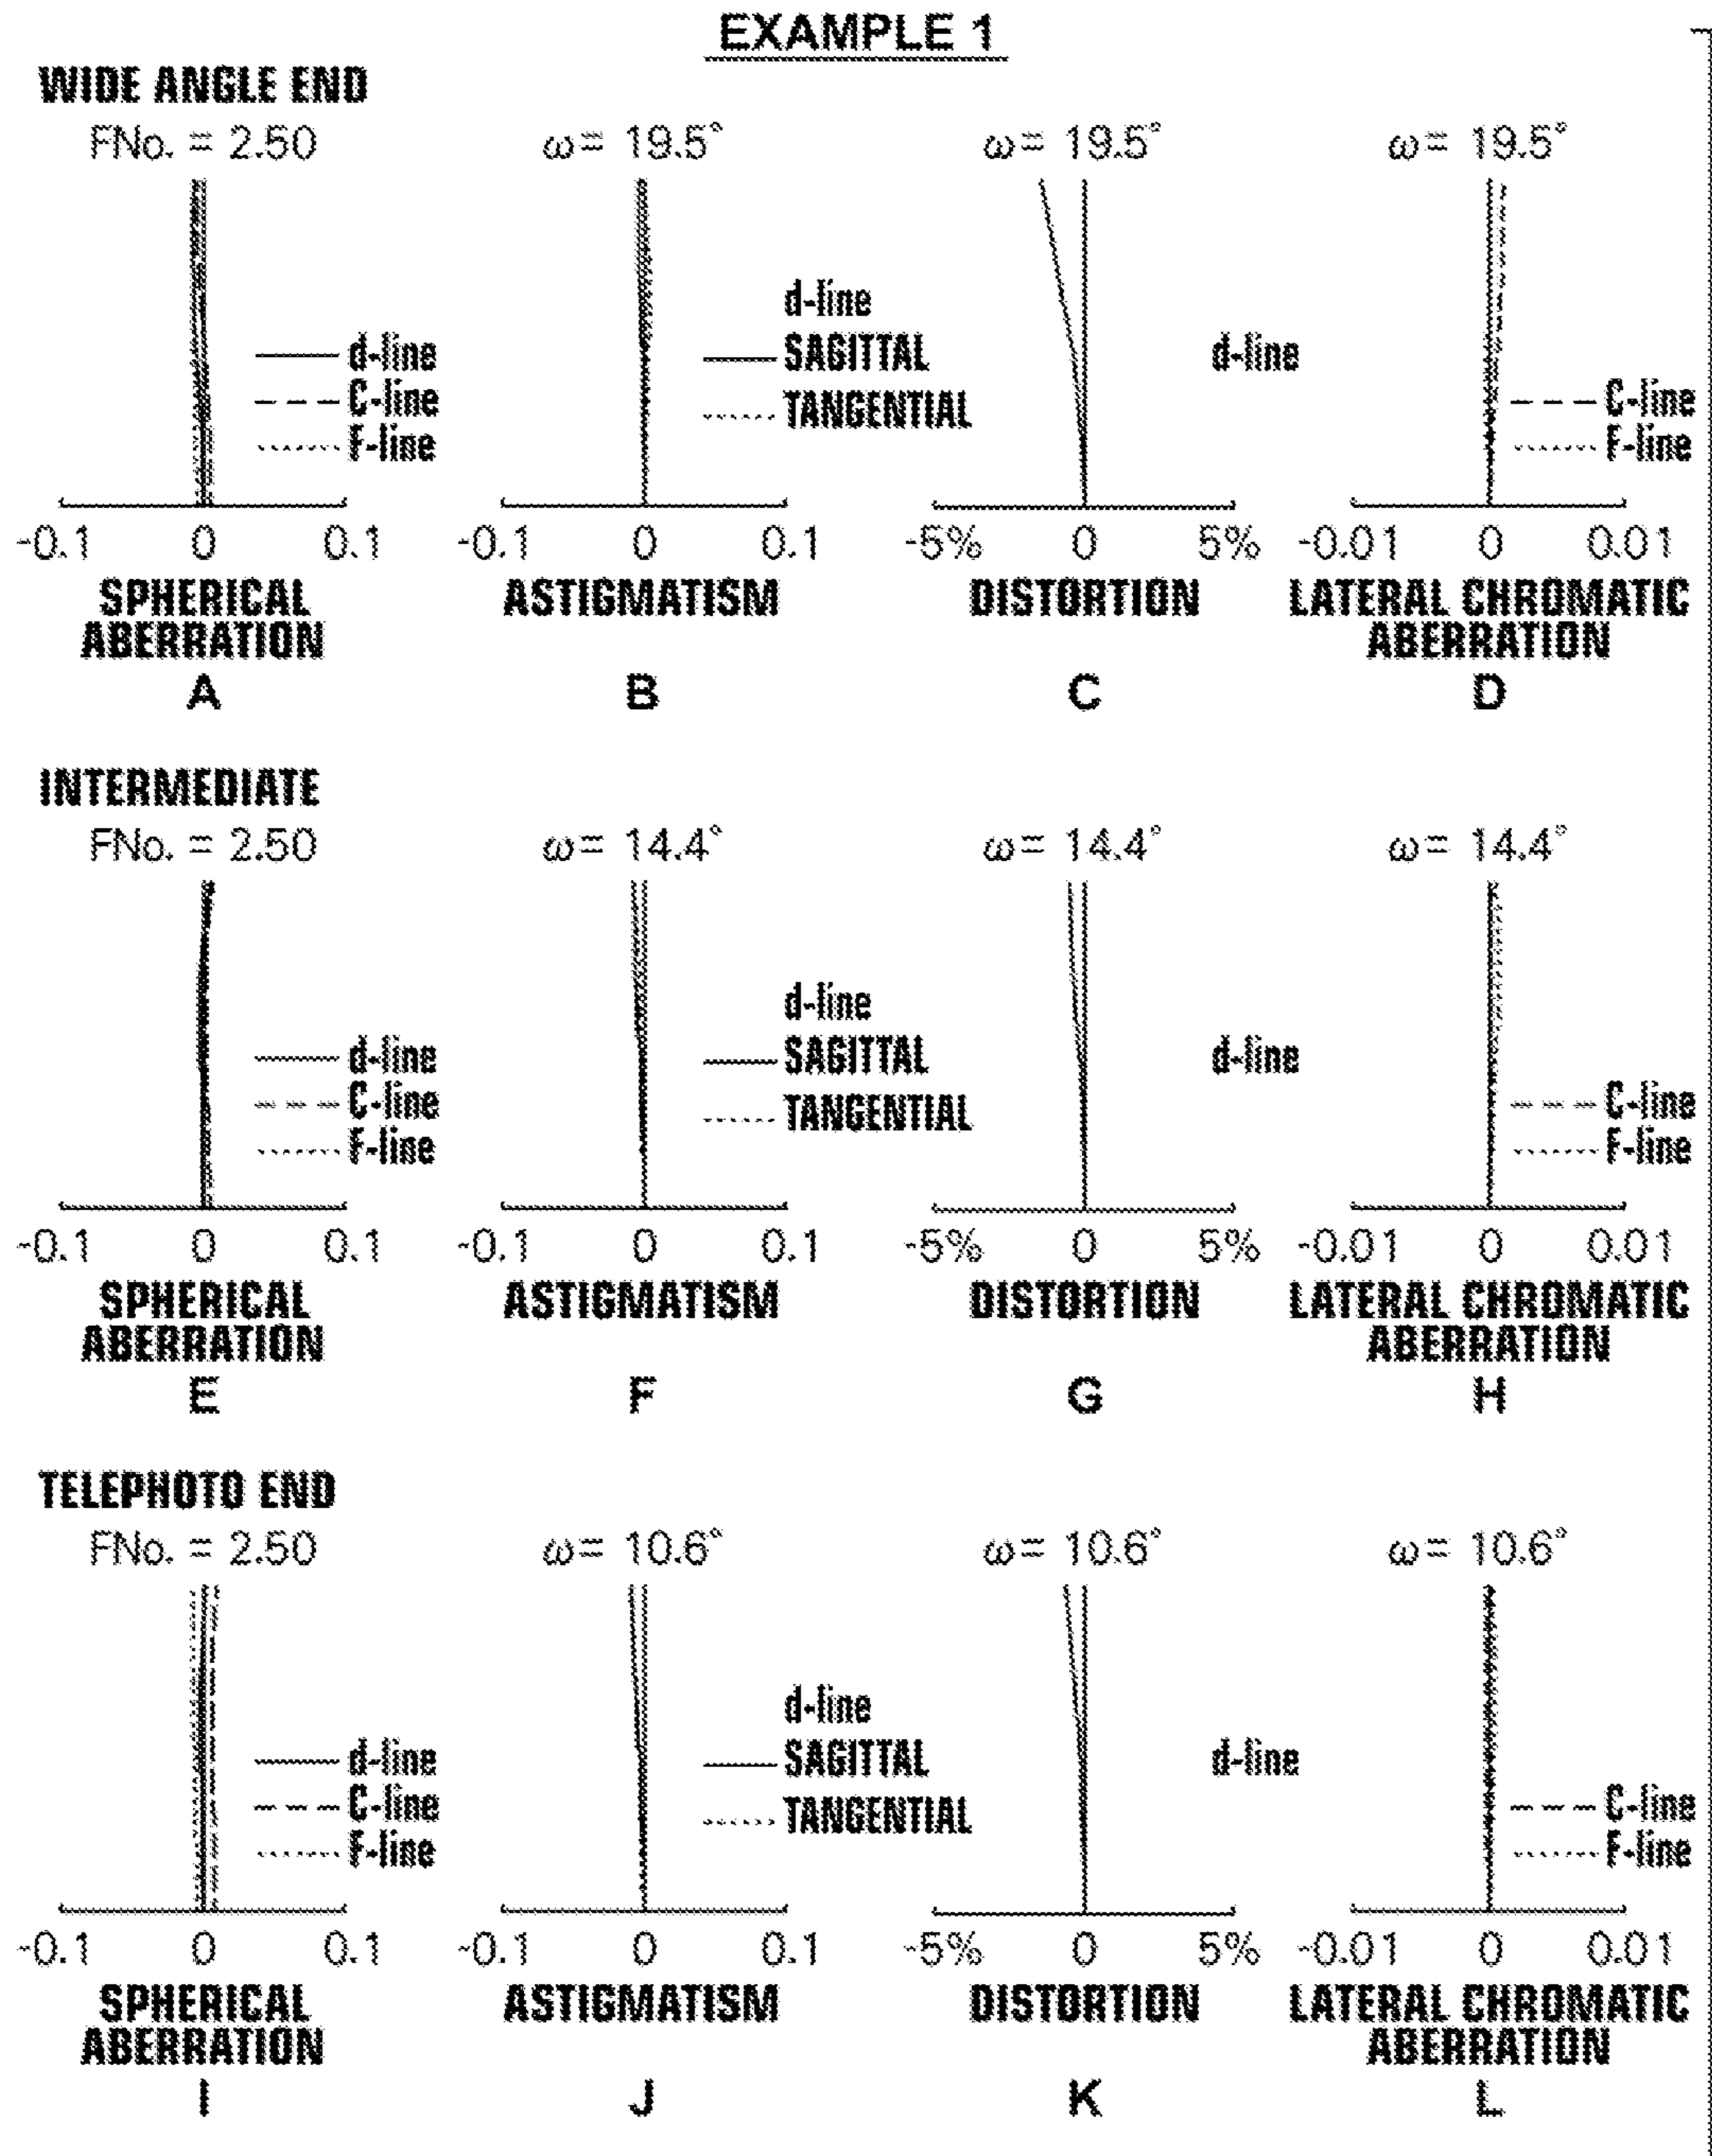 EXAMPLE 1
WIDE ANGLE END
FNo. = 2.50
ω = 19.5°
ω = 19.5°
ω = 19.5°
d-line
C-line
F-line
d-line
SAGITTAL
TANGENTIAL
d-line
C-line
F-line
-0.1 0 0.1
-0.1 0 0.1
-5% 0 5%
-0.01 0 0.01
SPHERICAL
ABERRATION
ASTIGMATISM
DISTORTION
LATERAL CHROMATIC
ABERRATION
A
B
C
D
INTERMEDIATE
FNo. = 2.50
ω = 14.4°
ω = 14.4°
ω = 14.4°
d-line
C-line
F-line
d-line
SAGITTAL
TANGENTIAL
d-line
C-line
F-line
-0.1 0 0.1
-0.1 0 0.1
-5% 0 5%
-0.01 0 0.01
SPHERICAL
ABERRATION
ASTIGMATISM
DISTORTION
LATERAL CHROMATIC
ABERRATION
E
F
G
H
TELEPHOTO END
FNo. = 2.50
ω = 10.6°
ω = 10.6°
ω = 10.6°
d-line
C-line
F-line
d-line
SAGITTAL
TANGENTIAL
d-line
C-line
F-line
-0.1 0 0.1
-0.1 0 0.1
-5% 0 5%
-0.01 0 0.01
SPHERICAL
ABERRATION
ASTIGMATISM
DISTORTION
LATERAL CHROMATIC
ABERRATION
I
J
K
L